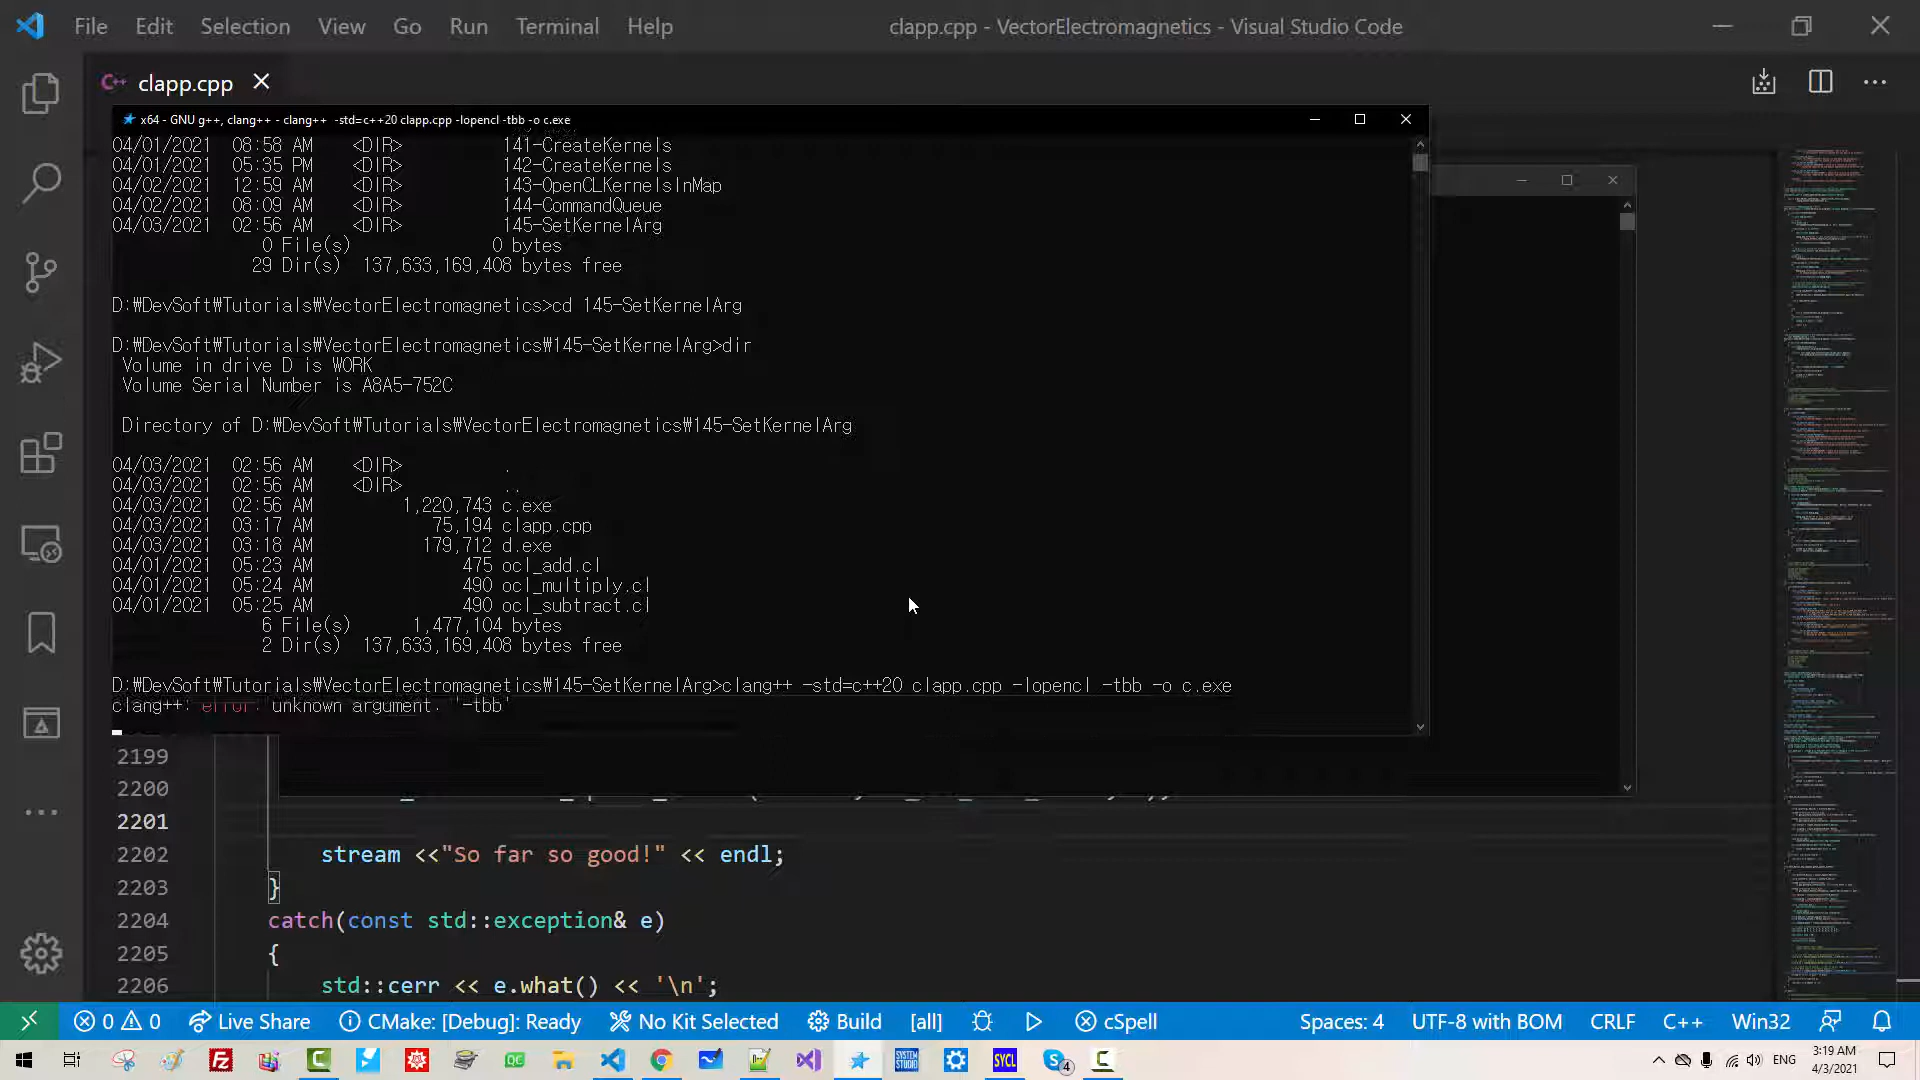 File Edit Selection View Go Run Terminal Help clapp.cpp - VectorElectromagnetics - Visual Studio Code
C++ clapp.cpp
x64 - GNU g++, clang++ - clang++ -std=c++20 clapp.cpp -lopencl -tbb -o c.exe
04/01/2021 08:58 AM <DIR> 141-CreateKernels
04/01/2021 05:35 PM <DIR> 142-CreateKernels
04/02/2021 12:59 AM <DIR> 143-OpenCLKernelsInMap
04/02/2021 08:09 AM <DIR> 144-CommandQueue
04/03/2021 02:56 AM <DIR> 145-SetKernelArg
0 File(s) 0 bytes
29 Dir(s) 137,633,169,408 bytes free
D:₩DevSoft₩Tutorials₩VectorElectromagnetics>cd 145-SetKernelArg
D:₩DevSoft₩Tutorials₩VectorElectromagnetics₩145-SetKernelArg>dir
Volume in drive D is WORK
Volume Serial Number is A8A5-752C
Directory of D:₩DevSoft₩Tutorials₩VectorElectromagnetics₩145-SetKernelArg
04/03/2021 02:56 AM <DIR> .
04/03/2021 02:56 AM <DIR> ..
04/03/2021 02:56 AM 1,220,743 c.exe
04/03/2021 03:17 AM 75,194 clapp.cpp
04/03/2021 03:18 AM 179,712 d.exe
04/01/2021 05:23 AM 475 ocl_add.cl
04/01/2021 05:24 AM 490 ocl_multiply.cl
04/01/2021 05:25 AM 490 ocl_subtract.cl
6 File(s) 1,477,104 bytes
2 Dir(s) 137,633,169,408 bytes free
D:₩DevSoft₩Tutorials₩VectorElectromagnetics₩145-SetKernelArg>clang++ -std=c++20 clapp.cpp -lopencl -tbb -o c.exe
clang++: error: unknown argument: '-tbb'
2199
2200
2201
2202 stream <<"So far so good!" << endl;
2203 }
2204 catch(const std::exception& e)
2205 {
2206 std::cerr << e.what() << '\n';
0 0 Live Share CMake: [Debug]: Ready No Kit Selected Build [all] cSpell Spaces: 4 UTF-8 with BOM CRLF C++ Win32
QC SYSTEM STUDIO SYCL 4 ENG 3:19 AM
4/3/2021